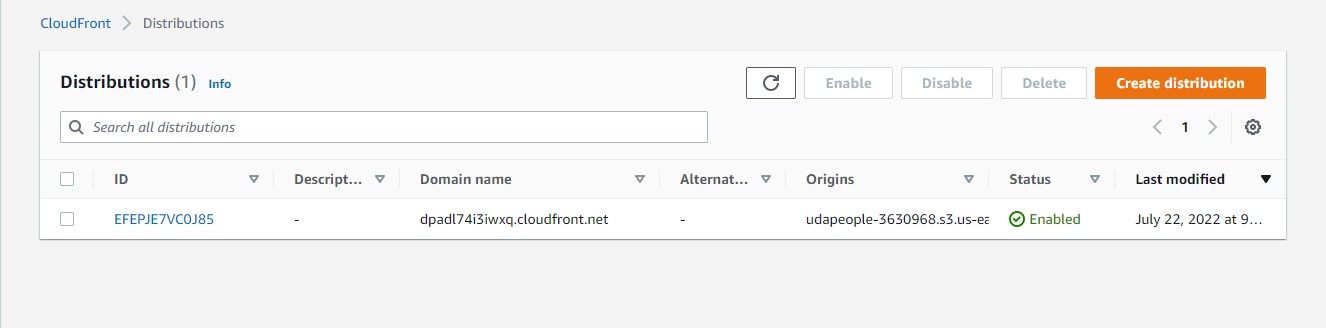 CloudFront > Distributions
Distributions (1) Info Enable Disable Delete Create distribution
Search all distributions 1
ID Descript... Domain name Alternat... Origins Status Last modified
EFEPJE7VC0J85 - dpadl74i3iwxq.cloudfront.net - udapeople-3630968.s3.us-ea Enabled July 22, 2022 at 9...